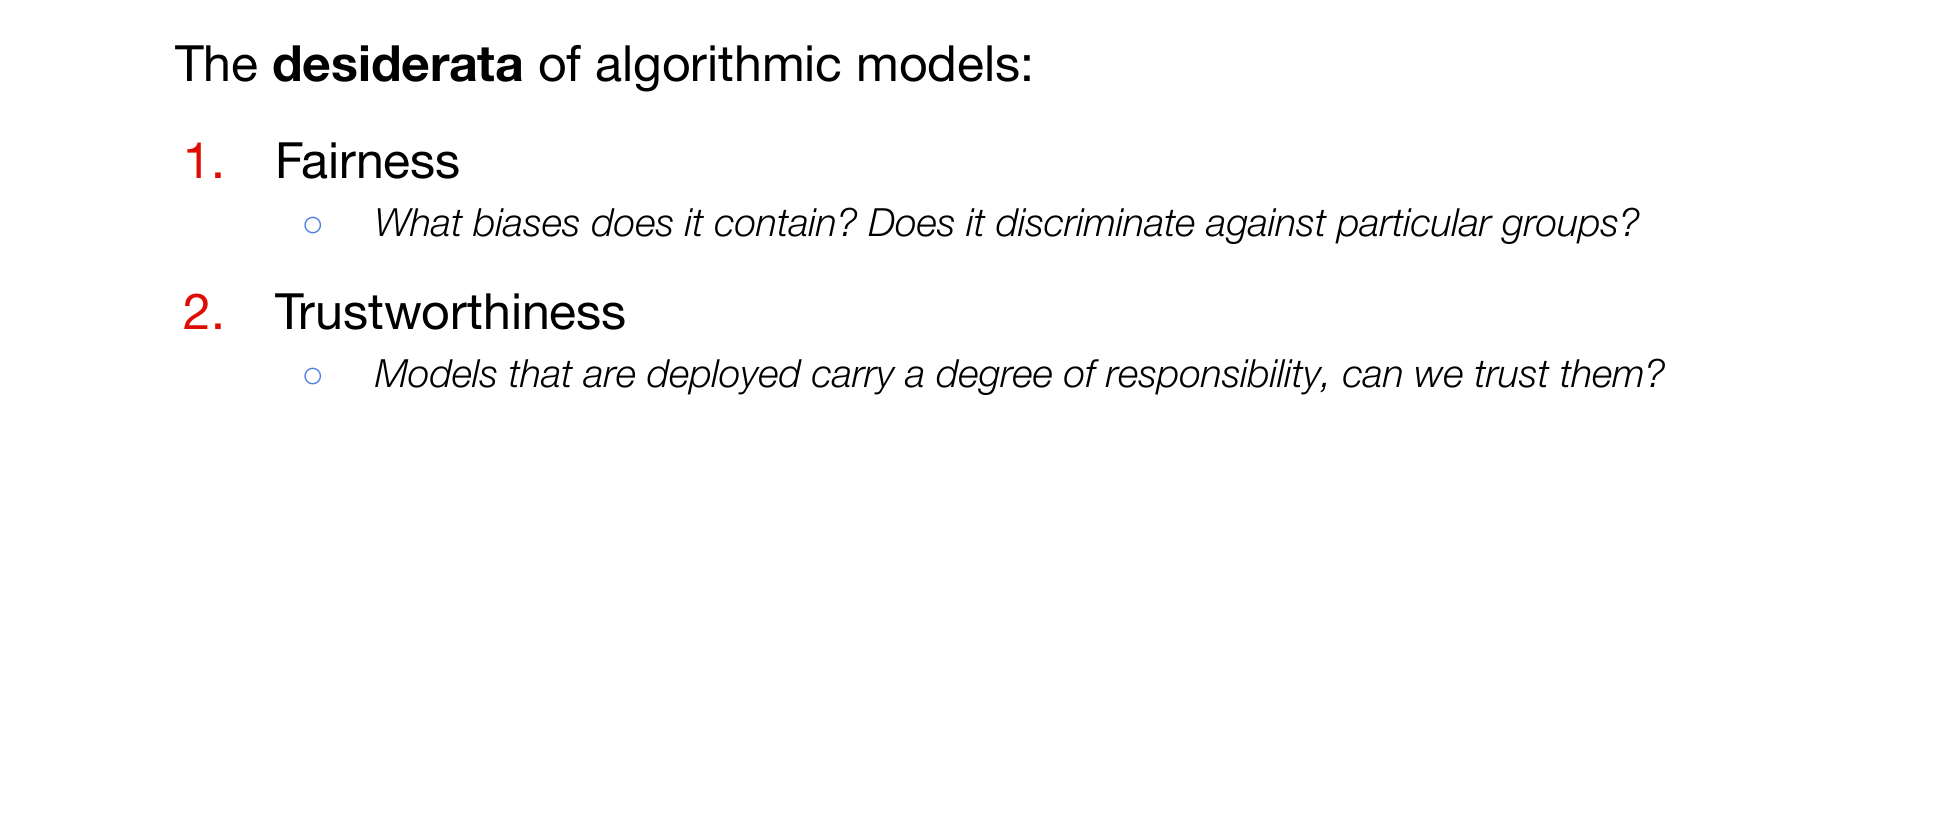 The desiderata of algorithmic models:
1. Fairness
○ What biases does it contain? Does it discriminate against particular groups?
2. Trustworthiness
○ Models that are deployed carry a degree of responsibility, can we trust them?